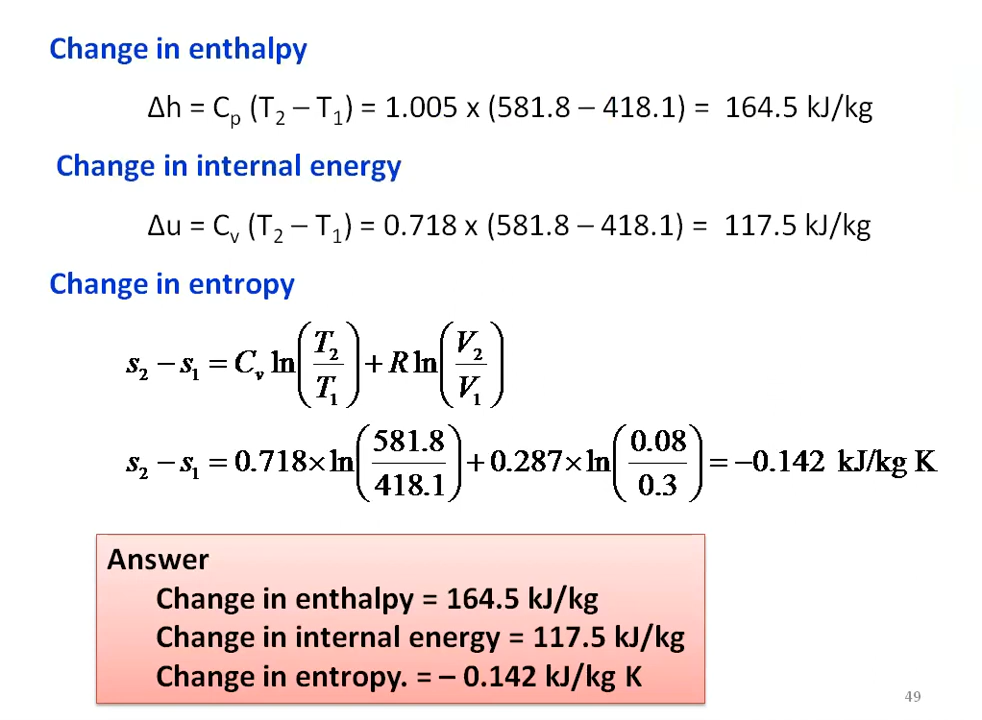 Change in enthalpy
Δh = Cₚ (T₂ – T₁) = 1.005 x (581.8 – 418.1) = 164.5 kJ/kg
Change in internal energy
Δu = Cᵥ (T₂ – T₁) = 0.718 x (581.8 – 418.1) = 117.5 kJ/kg
Change in entropy
s₂ − s₁ = Cᵥ ln(T₂/T₁) + R ln(V₂/V₁)
s₂ − s₁ = 0.718×ln(581.8/418.1) + 0.287×ln(0.08/0.3) = −0.142 kJ/kg K
Answer
Change in enthalpy = 164.5 kJ/kg
Change in internal energy = 117.5 kJ/kg
Change in entropy. = – 0.142 kJ/kg K
49